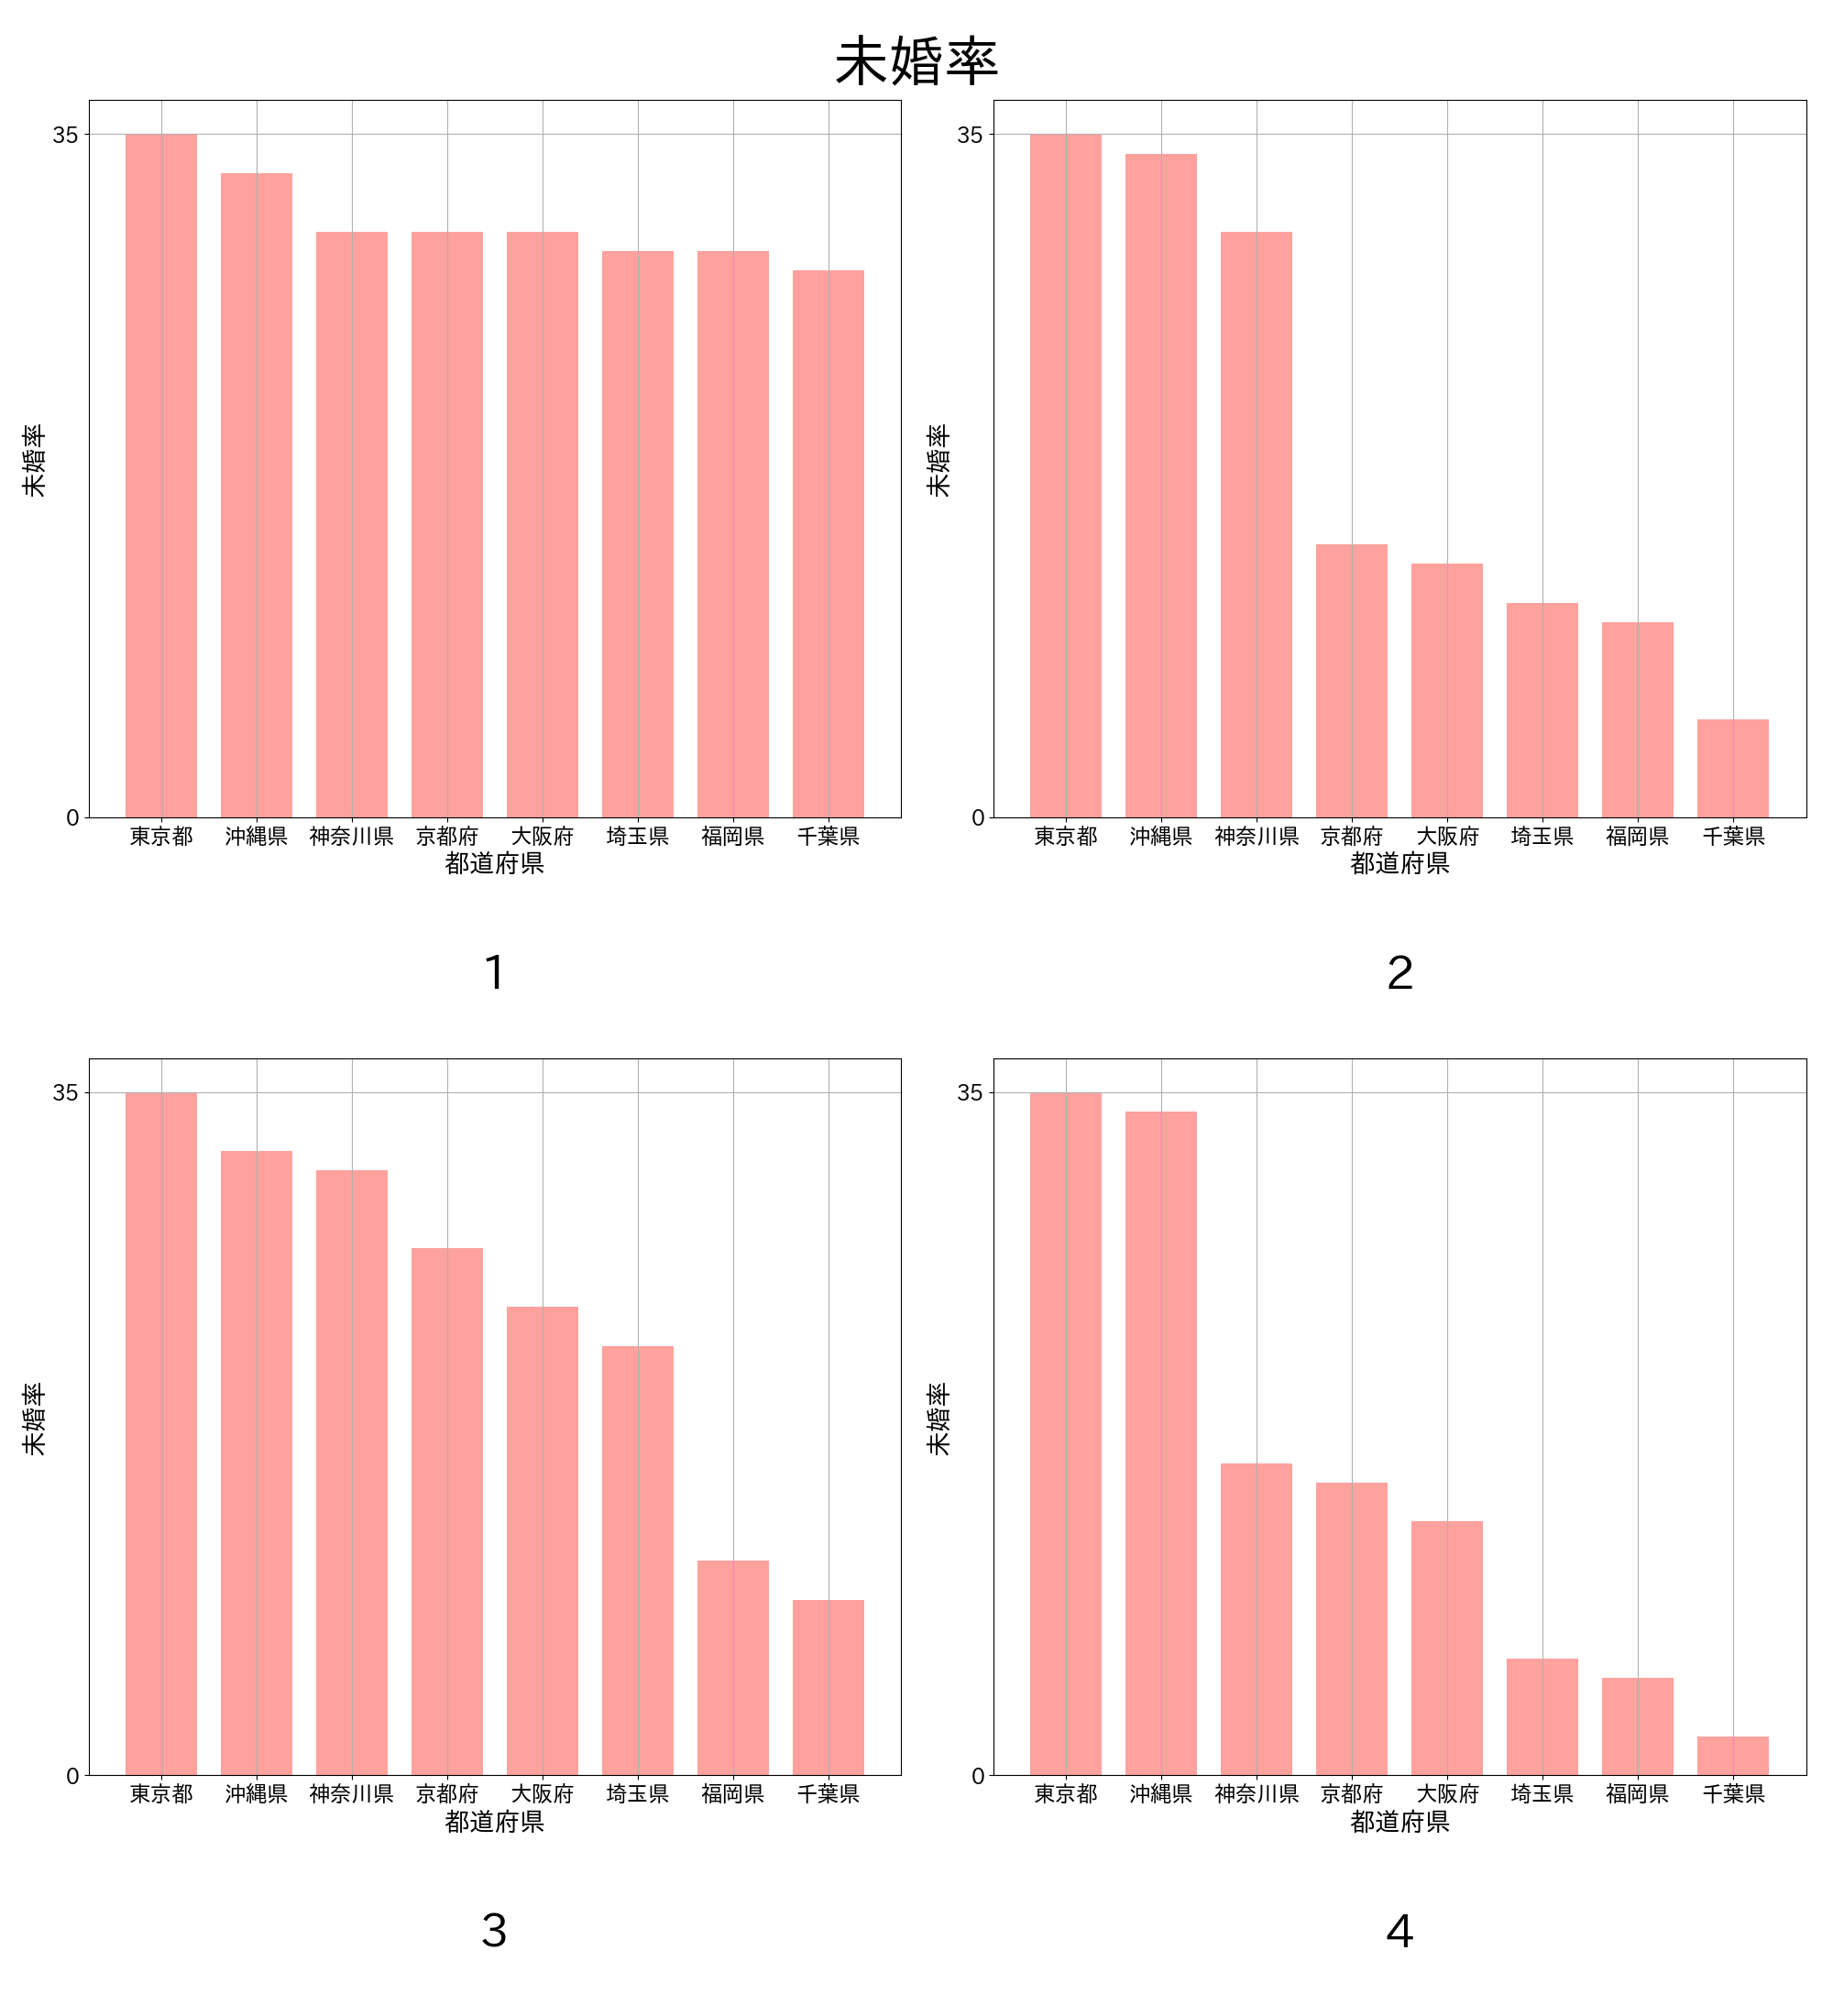 未婚率
35
0
未婚率
東京都 沖縄県 神奈川県 京都府 大阪府 埼玉県 福岡県 千葉県
都道府県
1
35
0
未婚率
東京都 沖縄県 神奈川県 京都府 大阪府 埼玉県 福岡県 千葉県
都道府県
2
35
0
未婚率
東京都 沖縄県 神奈川県 京都府 大阪府 埼玉県 福岡県 千葉県
都道府県
3
35
0
未婚率
東京都 沖縄県 神奈川県 京都府 大阪府 埼玉県 福岡県 千葉県
都道府県
4